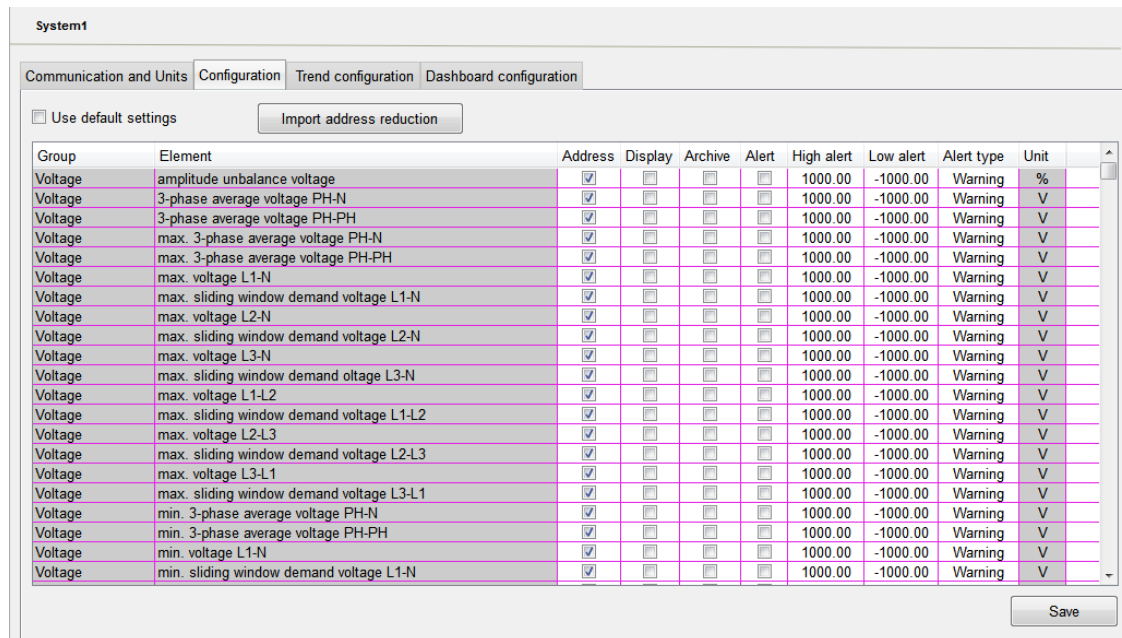 System1
Communication and Units Configuration Trend configuration Dashboard configuration
Use default settings Import address reduction
Group Element Address Display Archive Alert High alert Low alert Alert type Unit
Voltage amplitude unbalance voltage 1000.00 -1000.00 Warning %
Voltage 3-phase average voltage PH-N 1000.00 -1000.00 Warning V
Voltage 3-phase average voltage PH-PH 1000.00 -1000.00 Warning V
Voltage max. 3-phase average voltage PH-N 1000.00 -1000.00 Warning V
Voltage max. 3-phase average voltage PH-PH 1000.00 -1000.00 Warning V
Voltage max. voltage L1-N 1000.00 -1000.00 Warning V
Voltage max. sliding window demand voltage L1-N 1000.00 -1000.00 Warning V
Voltage max. voltage L2-N 1000.00 -1000.00 Warning V
Voltage max. sliding window demand voltage L2-N 1000.00 -1000.00 Warning V
Voltage max. voltage L3-N 1000.00 -1000.00 Warning V
Voltage max. sliding window demand oltage L3-N 1000.00 -1000.00 Warning V
Voltage max. voltage L1-L2 1000.00 -1000.00 Warning V
Voltage max. sliding window demand voltage L1-L2 1000.00 -1000.00 Warning V
Voltage max. voltage L2-L3 1000.00 -1000.00 Warning V
Voltage max. sliding window demand voltage L2-L3 1000.00 -1000.00 Warning V
Voltage max. voltage L3-L1 1000.00 -1000.00 Warning V
Voltage max. sliding window demand voltage L3-L1 1000.00 -1000.00 Warning V
Voltage min. 3-phase average voltage PH-N 1000.00 -1000.00 Warning V
Voltage min. 3-phase average voltage PH-PH 1000.00 -1000.00 Warning V
Voltage min. voltage L1-N 1000.00 -1000.00 Warning V
Voltage min. sliding window demand voltage L1-N 1000.00 -1000.00 Warning V
Save